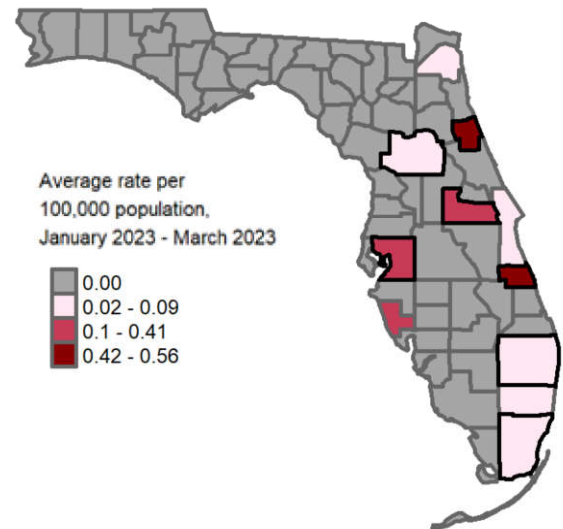 Average rate per
100,000 population,
January 2023 - March 2023
0.00
0.02 - 0.09
0.1 - 0.41
0.42 - 0.56